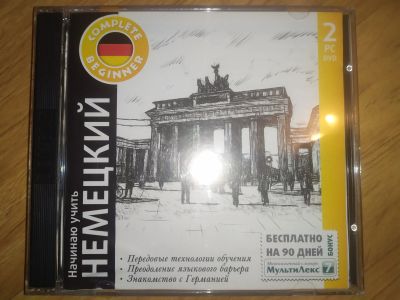 COMPLETE
BEGINNER
2
PC
DVD
Начинаю учить
НЕМЕЦКИЙ
• Передовые технологии обучения
• Преодоление языкового барьера
• Знакомство с Германией
БЕСПЛАТНО
НА 90 ДНЕЙ
МультиЛекс 7
БОНУС